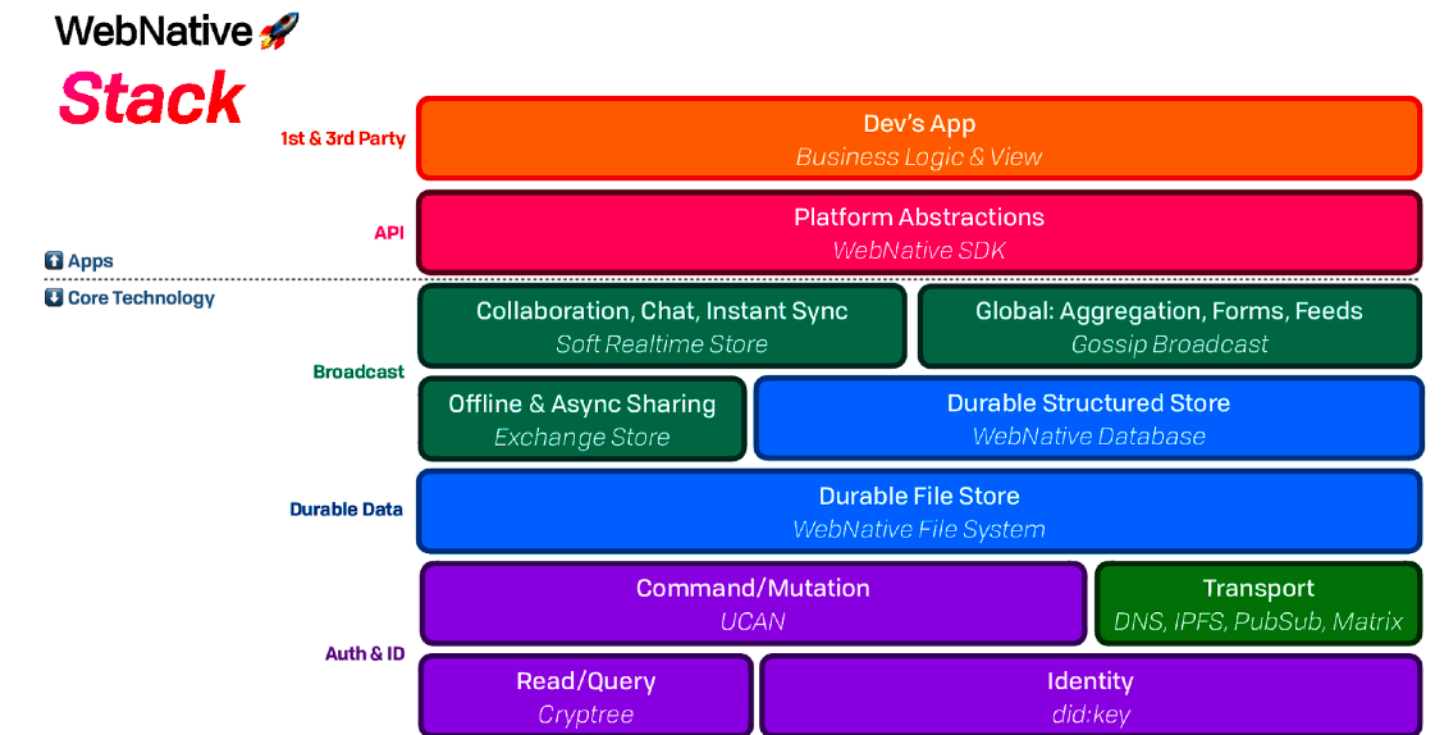 WebNative 🚀
Stack
1st & 3rd Party
Dev's App
Business Logic & View
API
Platform Abstractions
WebNative SDK
⬆️ Apps
⬇️ Core Technology
Broadcast
Collaboration, Chat, Instant Sync
Soft Realtime Store
Global: Aggregation, Forms, Feeds
Gossip Broadcast
Offline & Async Sharing
Exchange Store
Durable Structured Store
WebNative Database
Durable Data
Durable File Store
WebNative File System
Auth & ID
Command/Mutation
UCAN
Transport
DNS, IPFS, PubSub, Matrix
Read/Query
Cryptree
Identity
did:key